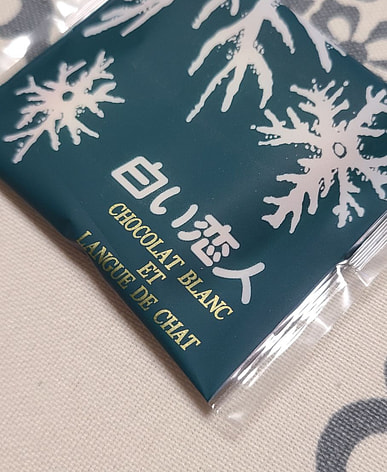 白い恋人
CHOCOLAT BLANC
ET
LANGUE DE CHAT